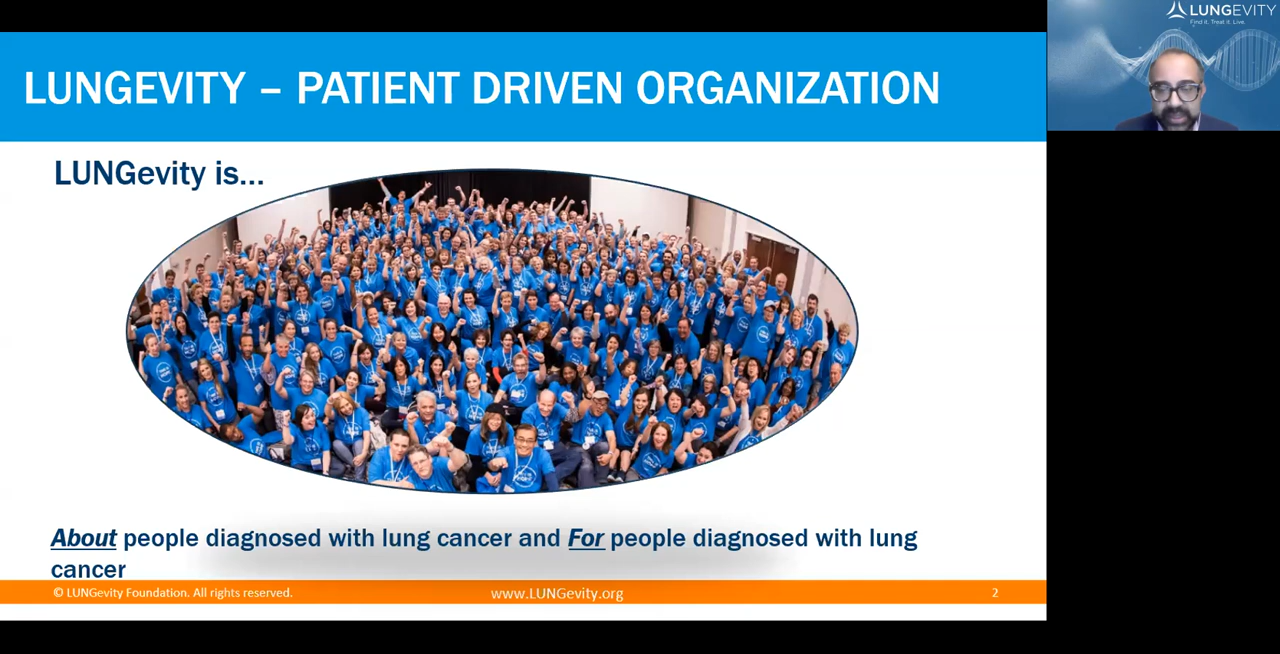 LUNGEVITY
Find it. Treat it. Live.
LUNGEVITY – PATIENT DRIVEN ORGANIZATION
LUNGevity is...
About people diagnosed with lung cancer and For people diagnosed with lung
cancer
© LUNGevity Foundation. All rights reserved.
www.LUNGevity.org
2